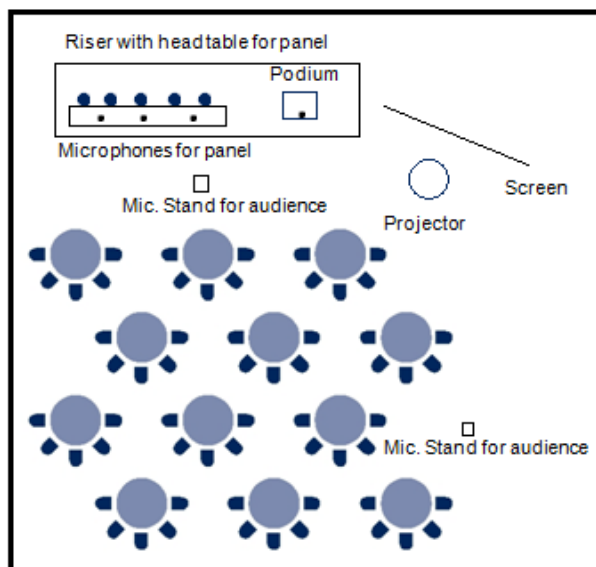 Riser with head table for panel
Podium
Microphones for panel
Screen
Mic. Stand for audience
Projector
Mic. Stand for audience